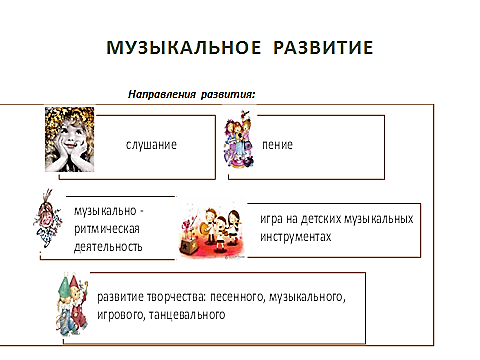 МУЗЫКАЛЬНОЕ РАЗВИТИЕ
Направления развития:
слушание
пение
музыкально -
ритмическая
деятельность
игра на детских музыкальных
инструментах
развитие творчества: песенного, музыкального,
игрового, танцевального